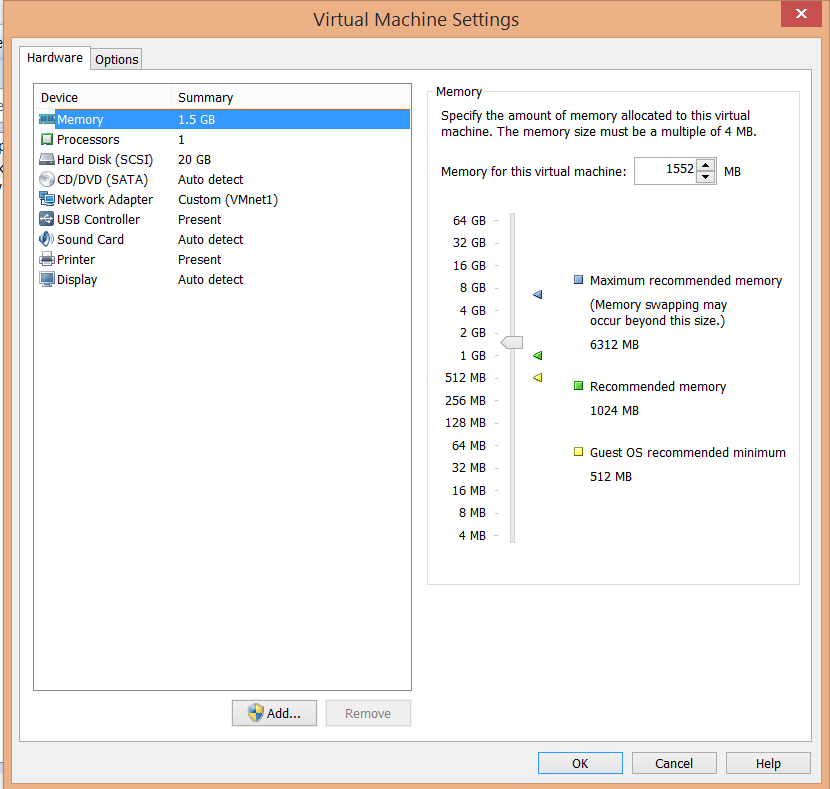 Virtual Machine Settings
Hardware
Options
Device Summary
Memory 1.5 GB
Processors 1
Hard Disk (SCSI) 20 GB
CD/DVD (SATA) Auto detect
Network Adapter Custom (VMnet1)
USB Controller Present
Sound Card Auto detect
Printer Present
Display Auto detect
Add...
Remove
Memory
Specify the amount of memory allocated to this virtual
machine. The memory size must be a multiple of 4 MB.
Memory for this virtual machine: 1552 MB
64 GB
32 GB
16 GB
8 GB
4 GB
2 GB
1 GB
512 MB
256 MB
128 MB
64 MB
32 MB
16 MB
8 MB
4 MB
Maximum recommended memory
(Memory swapping may
occur beyond this size.)
6312 MB
Recommended memory
1024 MB
Guest OS recommended minimum
512 MB
OK
Cancel
Help